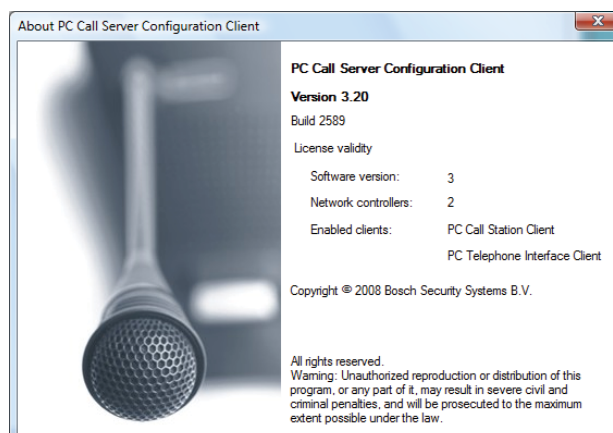 About PC Call Server Configuration Client
PC Call Server Configuration Client
Version 3.20
Build 2589
License validity
Software version: 3
Network controllers: 2
Enabled clients: PC Call Station Client
PC Telephone Interface Client
Copyright © 2008 Bosch Security Systems B.V.
All rights reserved.
Warning: Unauthorized reproduction or distribution of this
program, or any part of it, may result in severe civil and
criminal penalties, and will be prosecuted to the maximum
extent possible under the law.